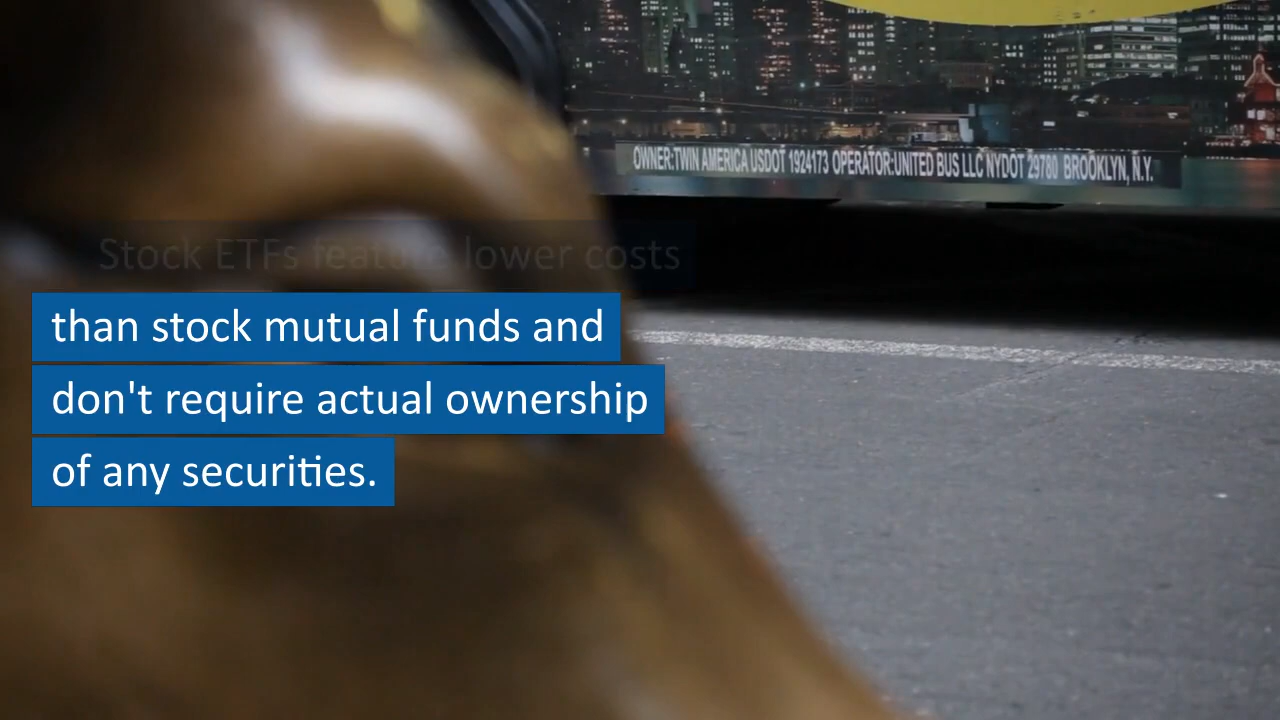 OWNER:TWIN AMERICA USDOT 1924173 OPERATOR:UNITED BUS LLC NYDOT 29780 BROOKLYN, N.Y.
Stock ETFs feature lower costs
than stock mutual funds and
don't require actual ownership
of any securities.